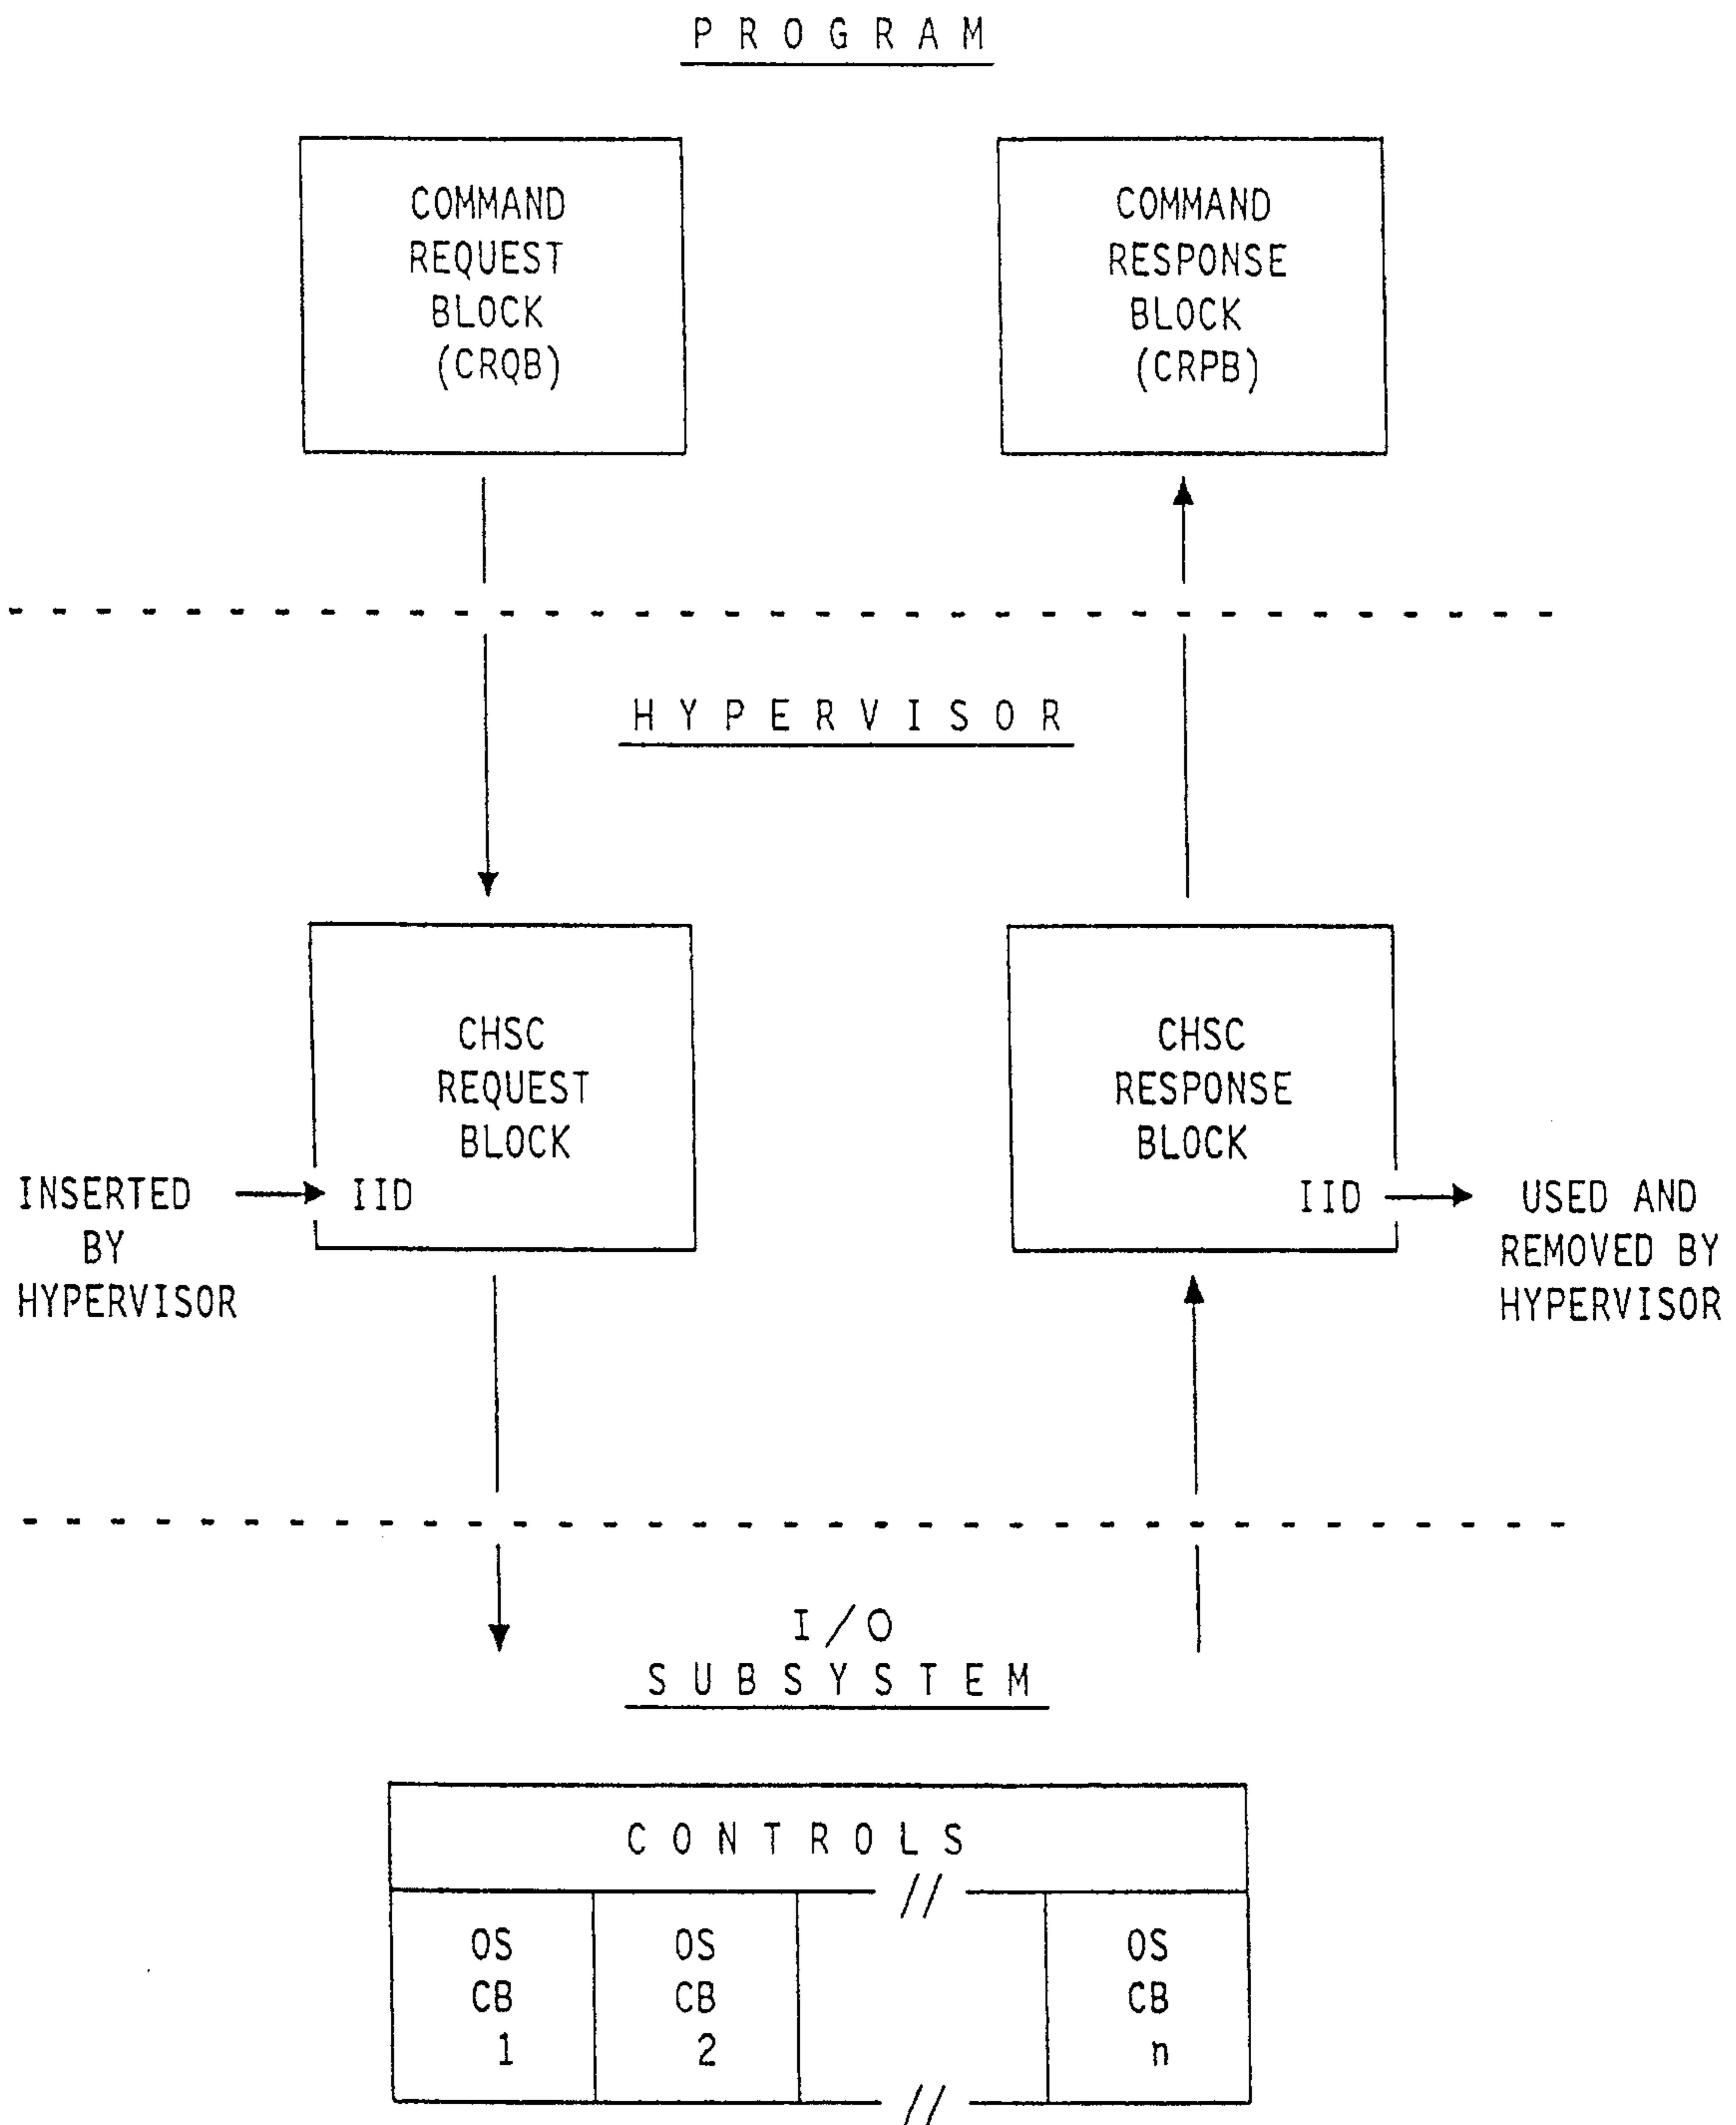 PROGRAM
COMMAND
REQUEST
BLOCK
(CRQB)
COMMAND
RESPONSE
BLOCK
(CRPB)
HYPERVISOR
CHSC
REQUEST
BLOCK
IID
INSERTED
BY
HYPERVISOR
CHSC
RESPONSE
BLOCK
IID
USED AND
REMOVED BY
HYPERVISOR
I/O
SUBSYSTEM
CONTROLS
//
OS
CB
1
OS
CB
2
OS
CB
n
//